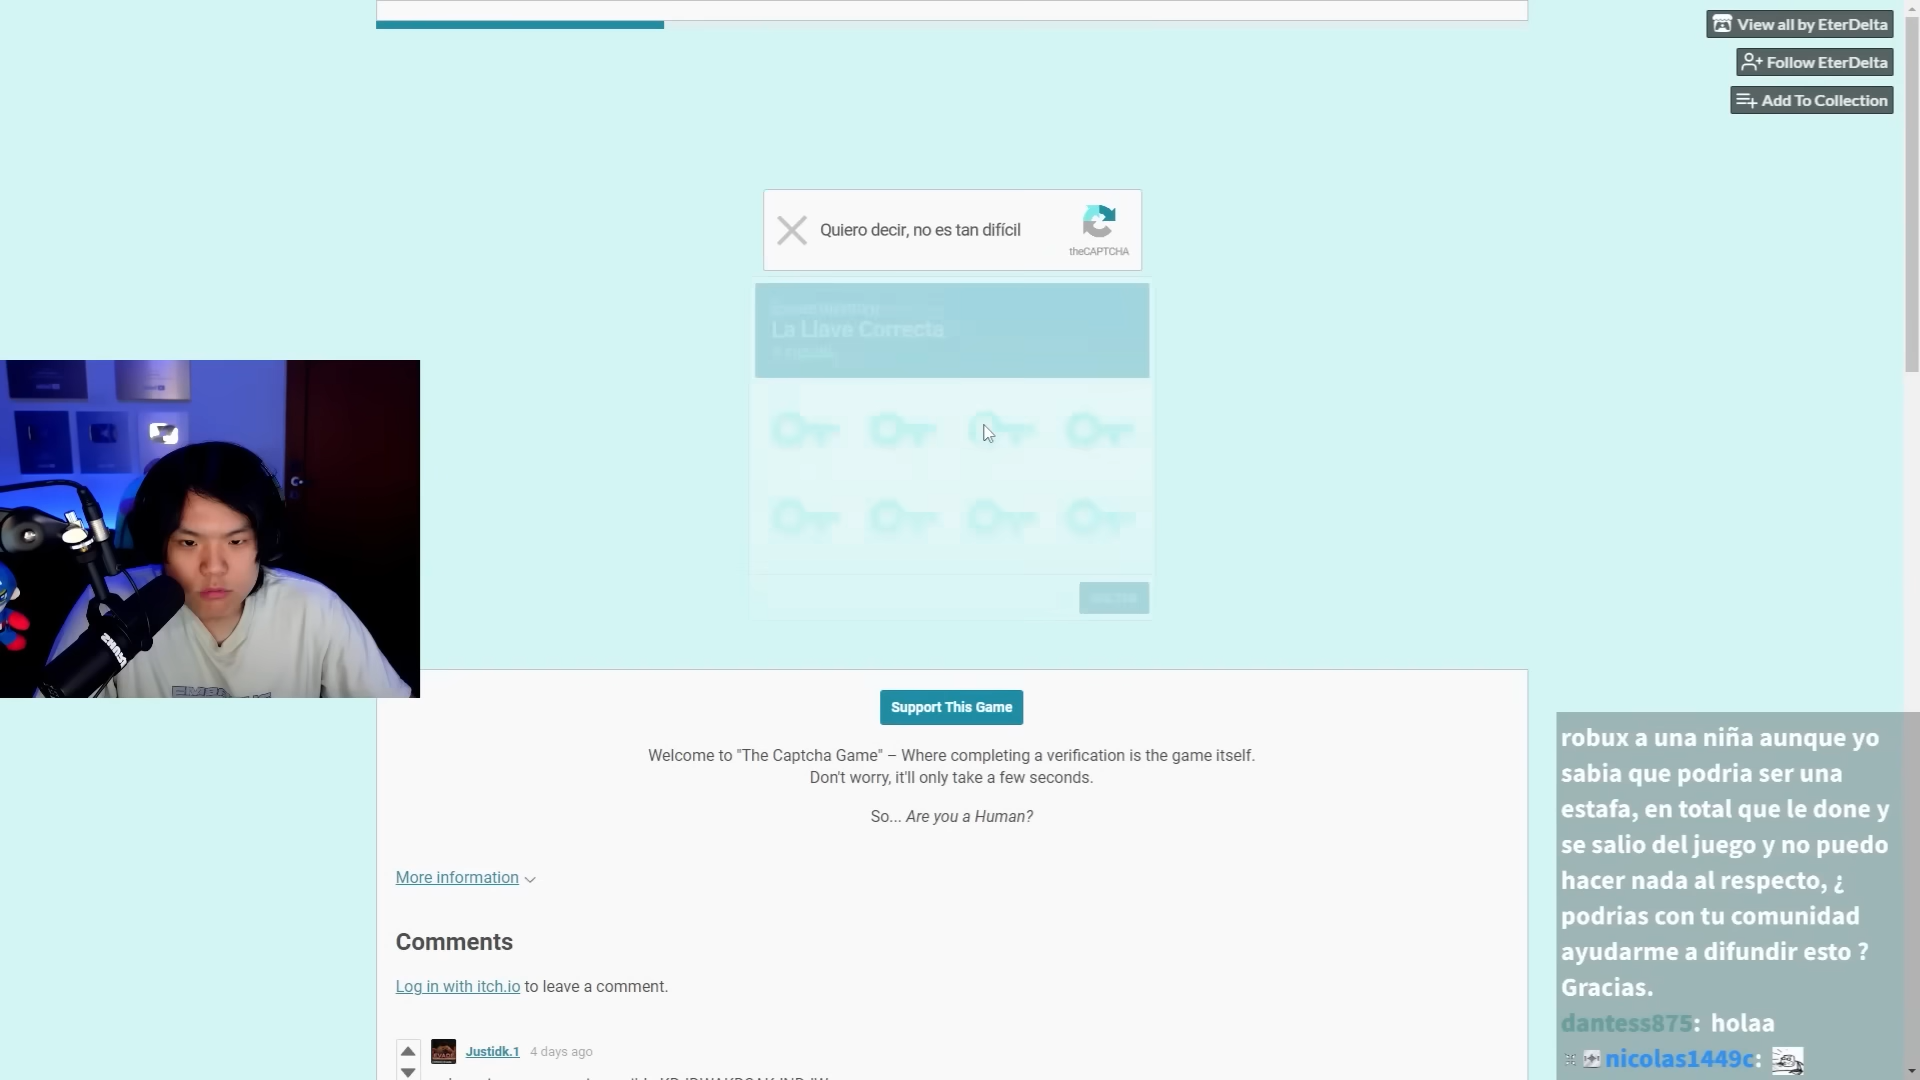 View all by EterDelta
Follow EterDelta
Add To Collection
Quiero decir, no es tan difícil
theCAPTCHA
La Llave Correcta
Support This Game
Welcome to "The Captcha Game" – Where completing a verification is the game itself.
Don't worry, it'll only take a few seconds.
So... Are you a Human?
More information
Comments
Log in with itch.io to leave a comment.
Justidk.1 4 days ago
robux a una niña aunque yo
sabia que podria ser una
estafa, en total que le done y
se salio del juego y no puedo
hacer nada al respecto, ¿
podrias con tu comunidad
ayudarme a difundir esto ?
Gracias.
dantess875: holaa
nicolas1449c: